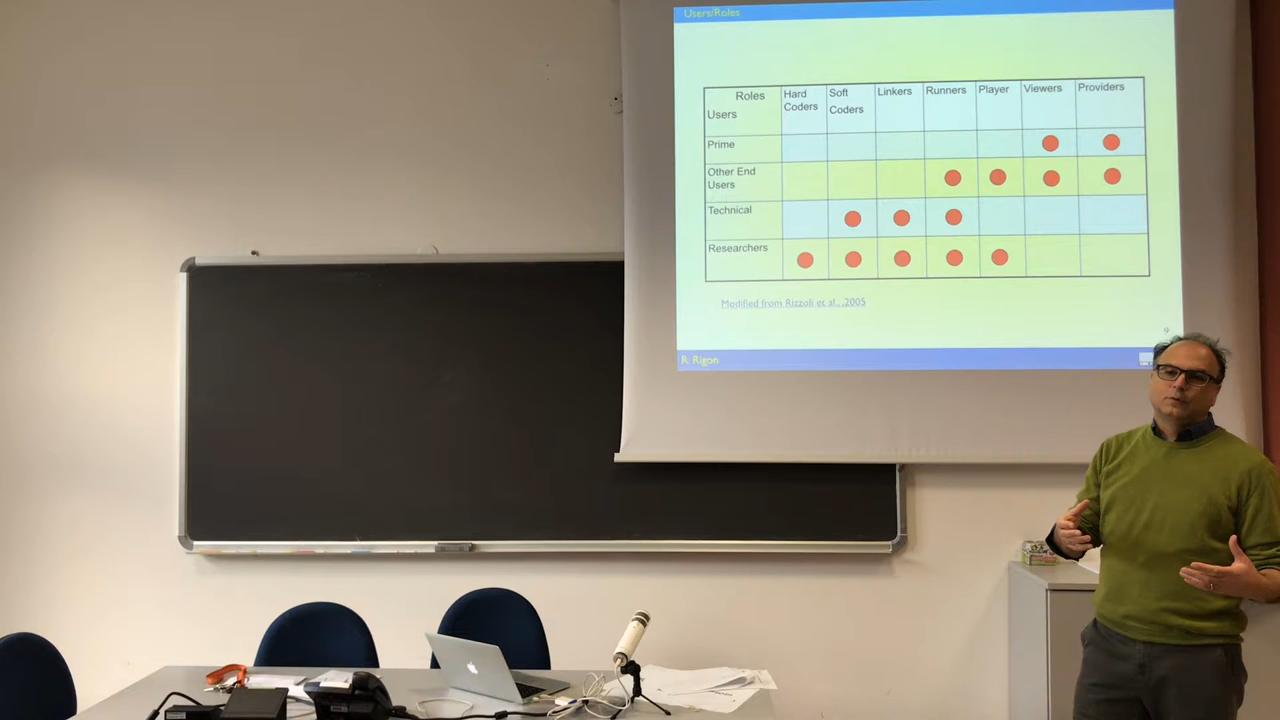 Users/Roles
Roles
Users
Hard Coders
Soft Coders
Linkers
Runners
Player
Viewers
Providers
Prime
Other End Users
Technical
Researchers
Modified from Rizzoli et al., 2005
9
R. Rigon